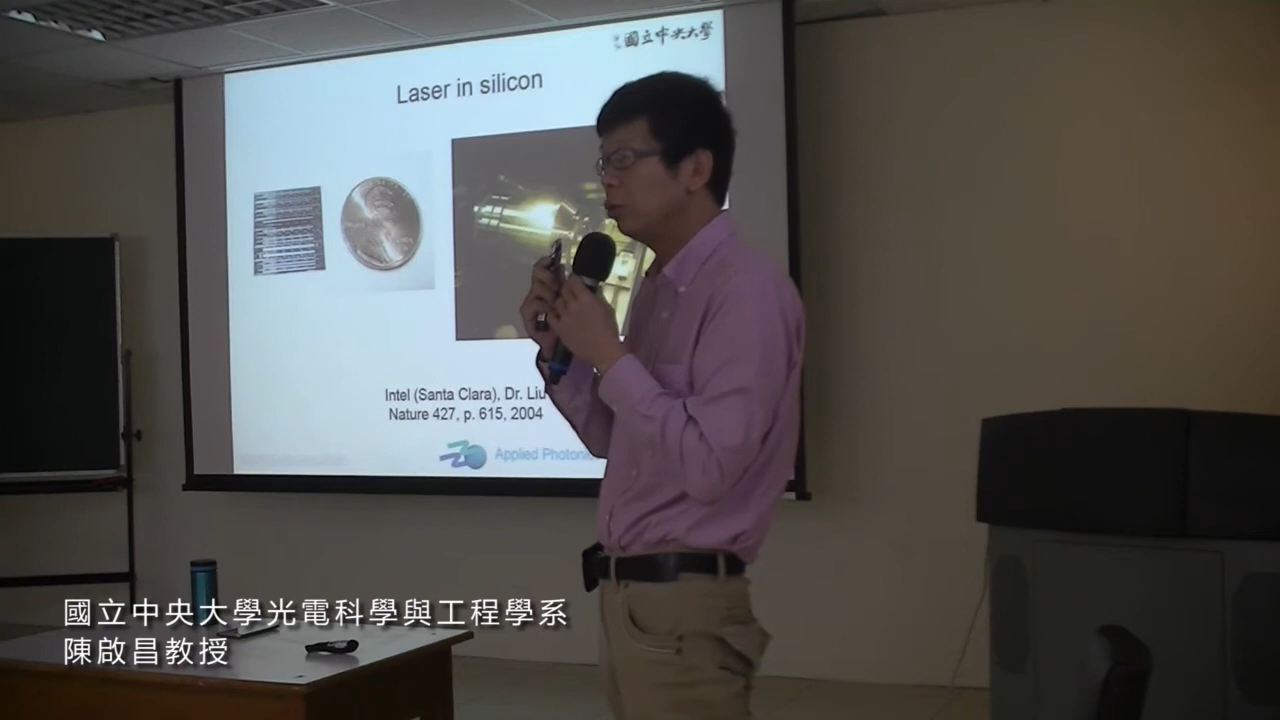 國立中央大學
Laser in silicon
Intel (Santa Clara), Dr. Liu
Nature 427, p. 615, 2004
Applied Photonic
國立中央大學光電科學與工程學系
陳啟昌教授